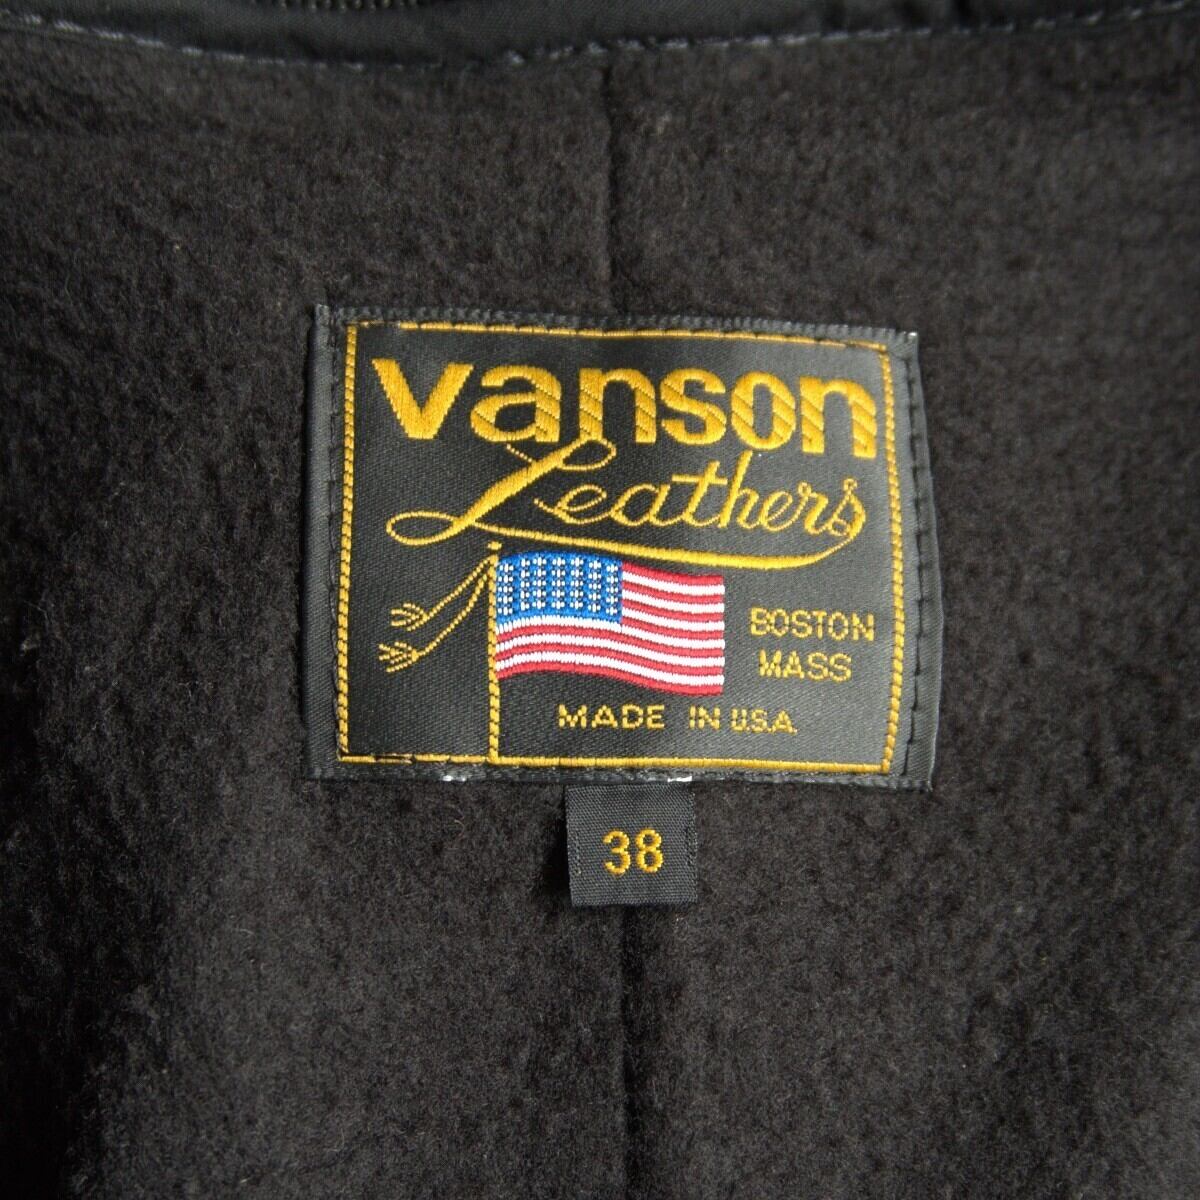 vanson
Leathers
BOSTON
MASS
MADE IN U.S.A.
38